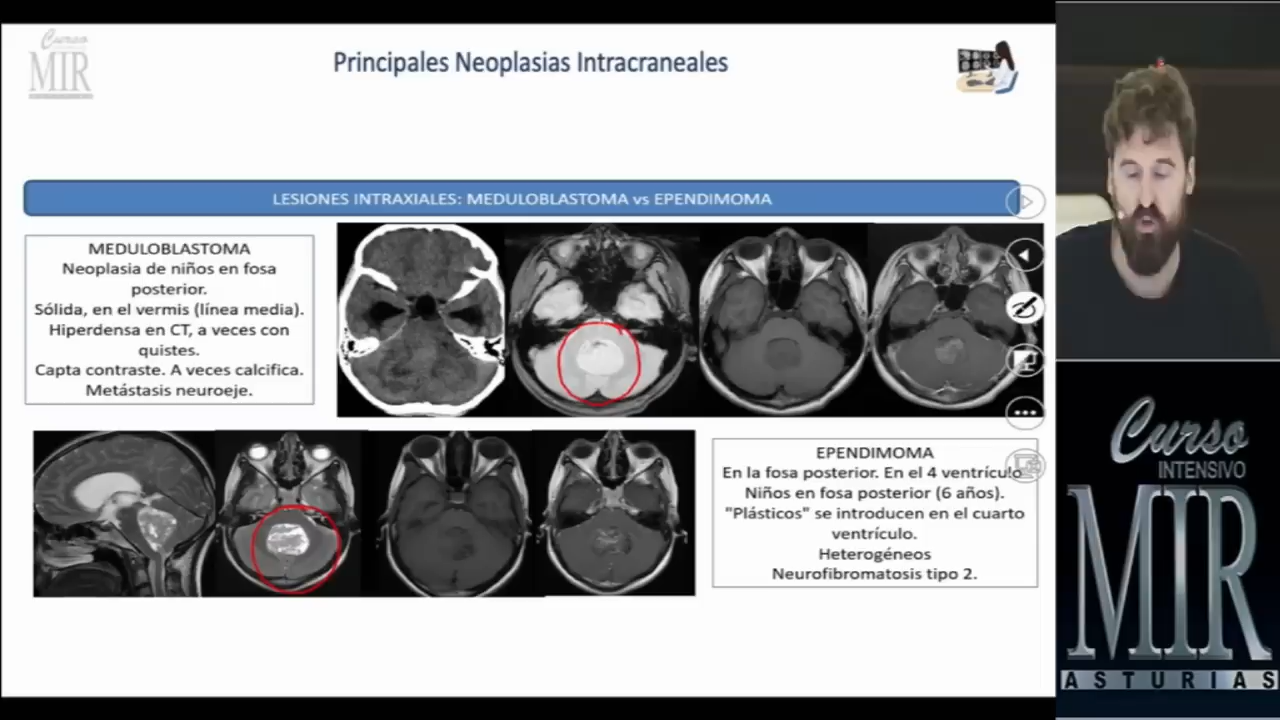 Curso
MIR
Principales Neoplasias Intracraneales
LESIONES INTRAXIALES: MEDULOBLASTOMA vs EPENDIMOMA
MEDULOBLASTOMA
Neoplasia de niños en fosa
posterior.
Sólida, en el vermis (línea media).
Hiperdensa en CT, a veces con
quistes.
Capta contraste. A veces calcifica.
Metástasis neuroeje.
EPENDIMOMA
En la fosa posterior. En el 4 ventrículo
Niños en fosa posterior (6 años).
"Plásticos" se introducen en el cuarto
ventrículo.
Heterogéneos
Neurofibromatosis tipo 2.
Curso
INTENSIVO
MIR
ASTURIAS